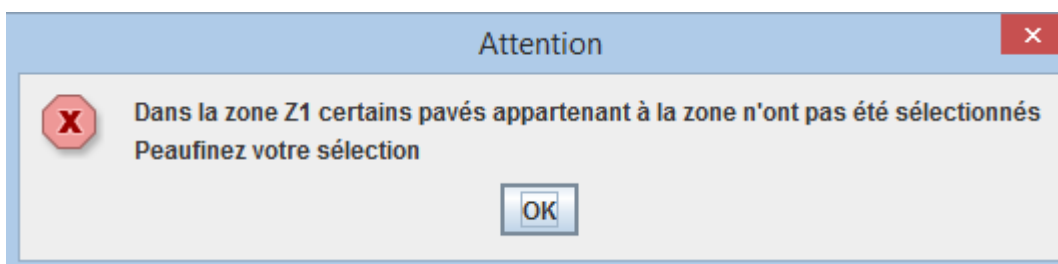 Attention
Dans la zone Z1 certains pavés appartenant à la zone n'ont pas été sélectionnés
Peaufinez votre sélection
OK